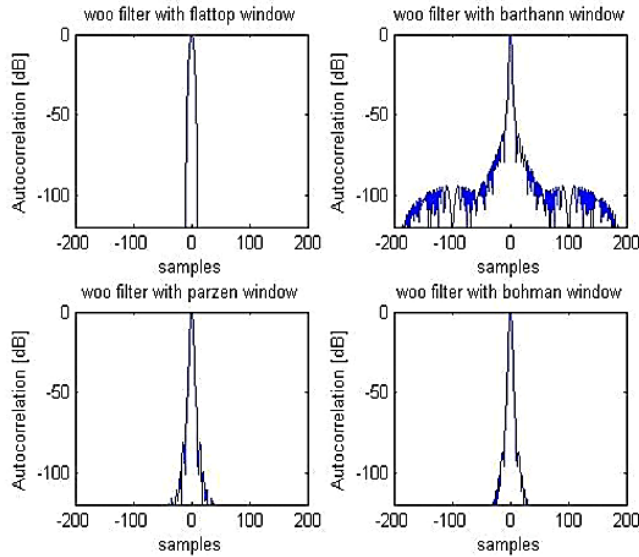 woo filter with flattop window
0
-50
-100
Autocorrelation [dB]
-200 -100 0 100 200
samples
woo filter with barthann window
0
-50
-100
Autocorrelation [dB]
-200 -100 0 100 200
samples
woo filter with parzen window
0
-50
-100
Autocorrelation [dB]
-200 -100 0 100 200
samples
woo filter with bohman window
0
-50
-100
Autocorrelation [dB]
-200 -100 0 100 200
samples